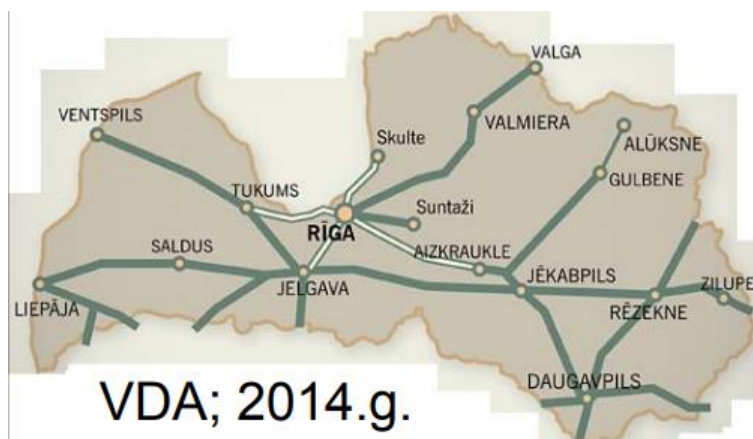 VALGA
VENTSPILS
VALMIERA
Skulte
ALŪKSNE
GULBENE
TUKUMS
Suntaži
RĪGA
SALDUS
AIZKRAUKLE
JELGAVA
JĒKABPILS
ZILUPE
LIEPĀJA
RĒZEKNE
DAUGAVPILS
VDA; 2014.g.